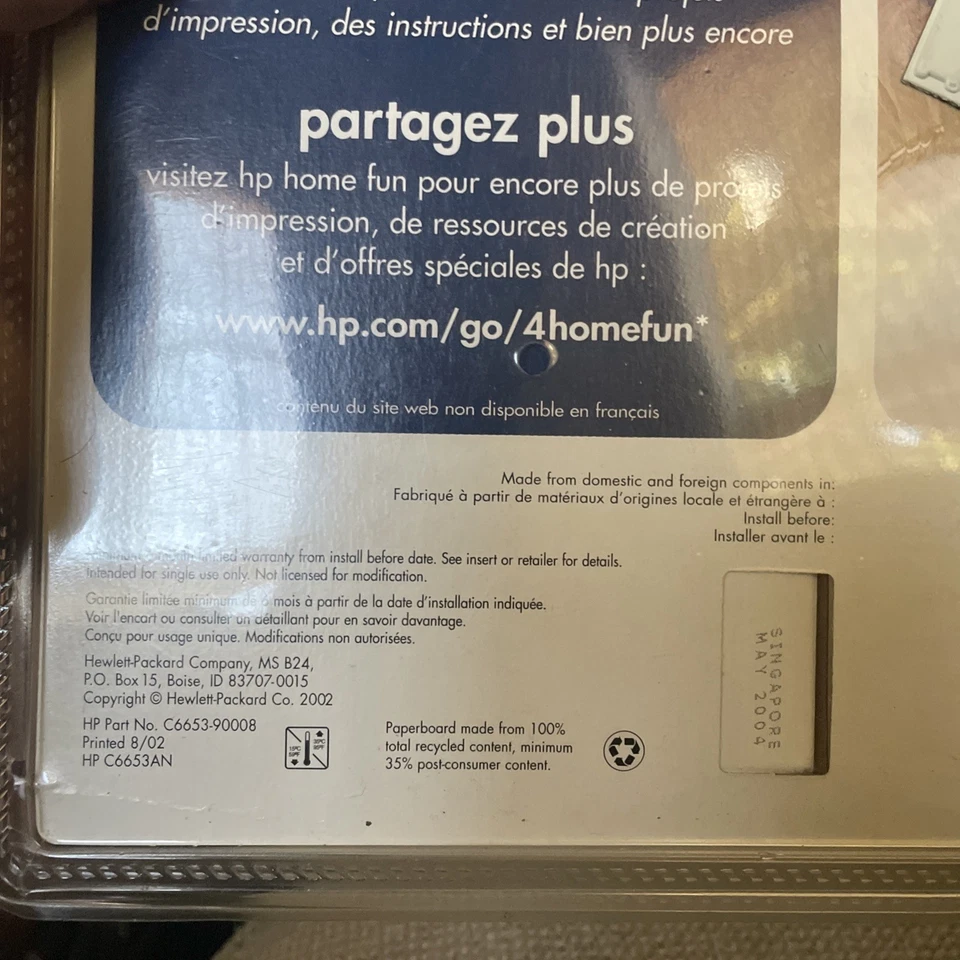 d'impression, des instructions et bien plus encore
partagez plus
visitez hp home fun pour encore plus de projets
d'impression, de ressources de création
et d'offres spéciales de hp :
www.hp.com/go/4homefun*
contenu du site web non disponible en français
Made from domestic and foreign components in:
Fabriqué à partir de matériaux d'origines locale et étrangère à :
Install before:
Installer avant le :
warranty from install before date. See insert or retailer for details.
Intended for single use only. Not licensed for modification.
Garantie limitée minimum de 6 mois à partir de la date d'installation indiquée.
Voir l'encart ou consulter un détaillant pour en savoir davantage.
Conçu pour usage unique. Modifications non autorisées.
Hewlett-Packard Company, MS B24,
P.O. Box 15, Boise, ID 83707-0015
Copyright © Hewlett-Packard Co. 2002
HP Part No. C6653-90008
Printed 8/02
HP C6653AN
Paperboard made from 100%
total recycled content, minimum
35% post-consumer content.
SINGAPORE
MAY 2004